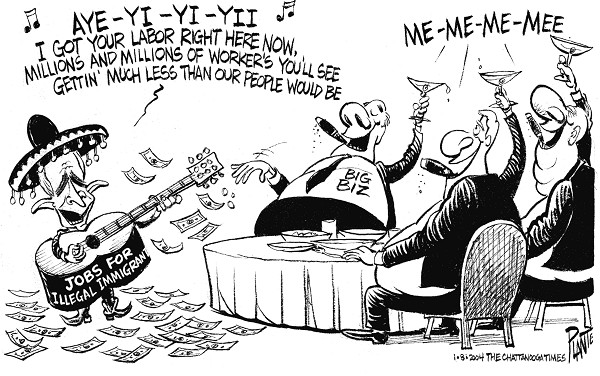 AYE-YI-YI-YII
I GOT YOUR LABOR RIGHT HERE NOW,
MILLIONS AND MILLIONS OF WORKER'S YOU'LL SEE
GETTIN' MUCH LESS THAN OUR PEOPLE WOULD BE
ME-ME-ME-MEE
BIG
BIZ
JOBS FOR
ILLEGAL IMMIGRANT
PLANTE
1•8•2004 THE CHATTANOOGA TIMES